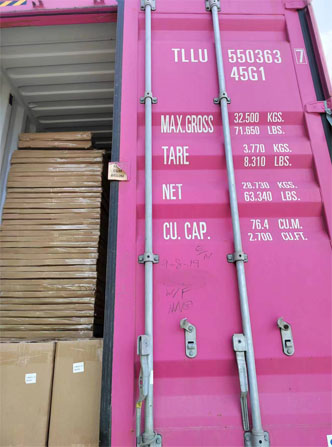 TLLU 550363 7
45G1
MAX.GROSS 32.500 KGS.
71.650 LBS.
TARE 3.770 KGS.
8.310 LBS.
NET 28.730 KGS.
63.340 LBS.
CU. CAP. 76.4 CU.M.
2.700 CU.FT.